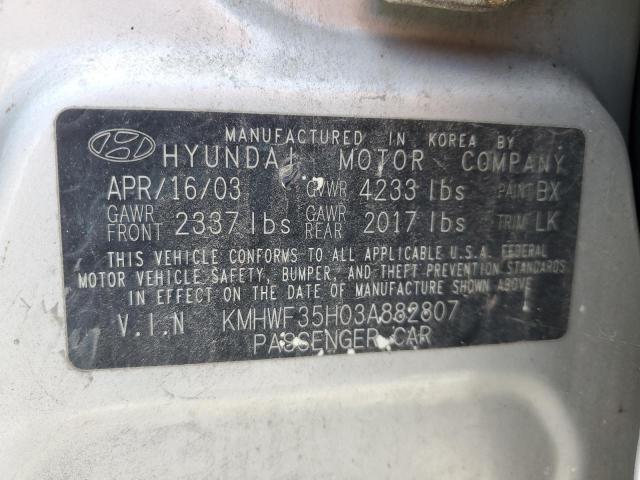 MANUFACTURED IN KOREA BY
HYUNDAI MOTOR COMPANY
APR/16/03 GVWR 4233 lbs PAINT BX
GAWR FRONT 2337 lbs GAWR REAR 2017 lbs TRIM LK
THIS VEHICLE CONFORMS TO ALL APPLICABLE U.S.A. FEDERAL
MOTOR VEHICLE SAFETY, BUMPER, AND THEFT PREVENTION STANDARDS
IN EFFECT ON THE DATE OF MANUFACTURE SHOWN ABOVE
V.I.N KMHWF35H03A882807
PASSENGER CAR